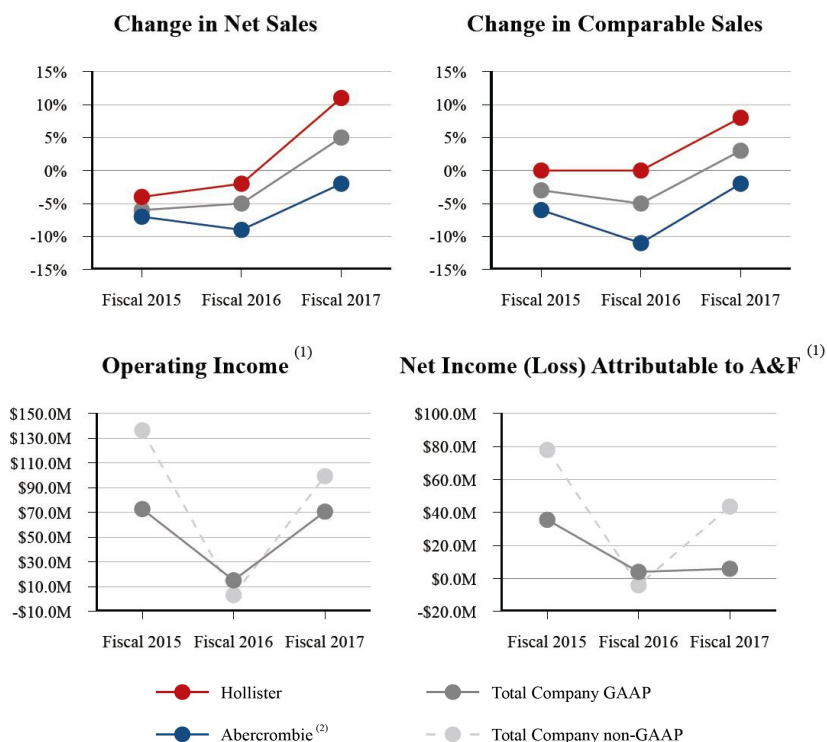 Change in Net Sales
15%
10%
5%
0%
-5%
-10%
-15%
Fiscal 2015 Fiscal 2016 Fiscal 2017
Change in Comparable Sales
15%
10%
5%
0%
-5%
-10%
-15%
Fiscal 2015 Fiscal 2016 Fiscal 2017
Operating Income (1)
$150.0M
$130.0M
$110.0M
$90.0M
$70.0M
$50.0M
$30.0M
$10.0M
-$10.0M
Fiscal 2015 Fiscal 2016 Fiscal 2017
Net Income (Loss) Attributable to A&F (1)
$100.0M
$80.0M
$60.0M
$40.0M
$20.0M
$0.0M
-$20.0M
Fiscal 2015 Fiscal 2016 Fiscal 2017
Hollister
Total Company GAAP
Abercrombie (2)
Total Company non-GAAP